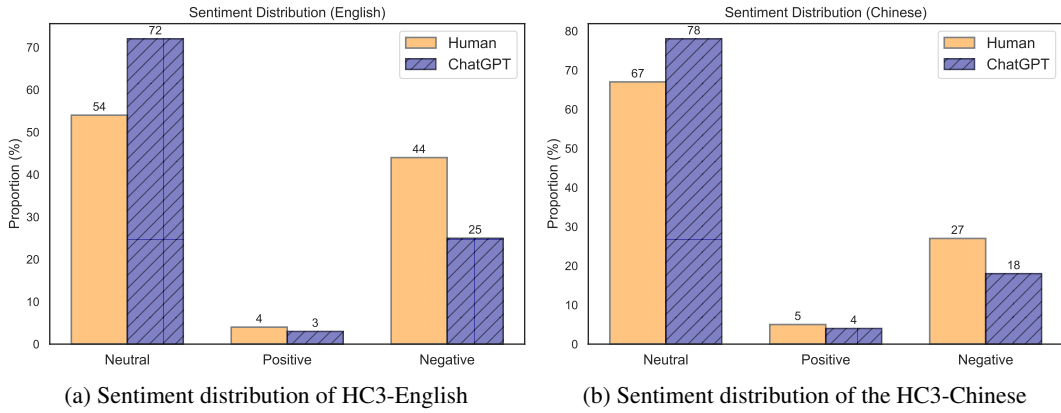 Sentiment Distribution (English)
Proportion (%)
70
60
50
40
30
20
10
0
54
72
4
3
44
25
Human
ChatGPT
Neutral
Positive
Negative
(a) Sentiment distribution of HC3-English
Sentiment Distribution (Chinese)
Proportion (%)
80
70
60
50
40
30
20
10
0
67
78
5
4
27
18
Human
ChatGPT
Neutral
Positive
Negative
(b) Sentiment distribution of the HC3-Chinese